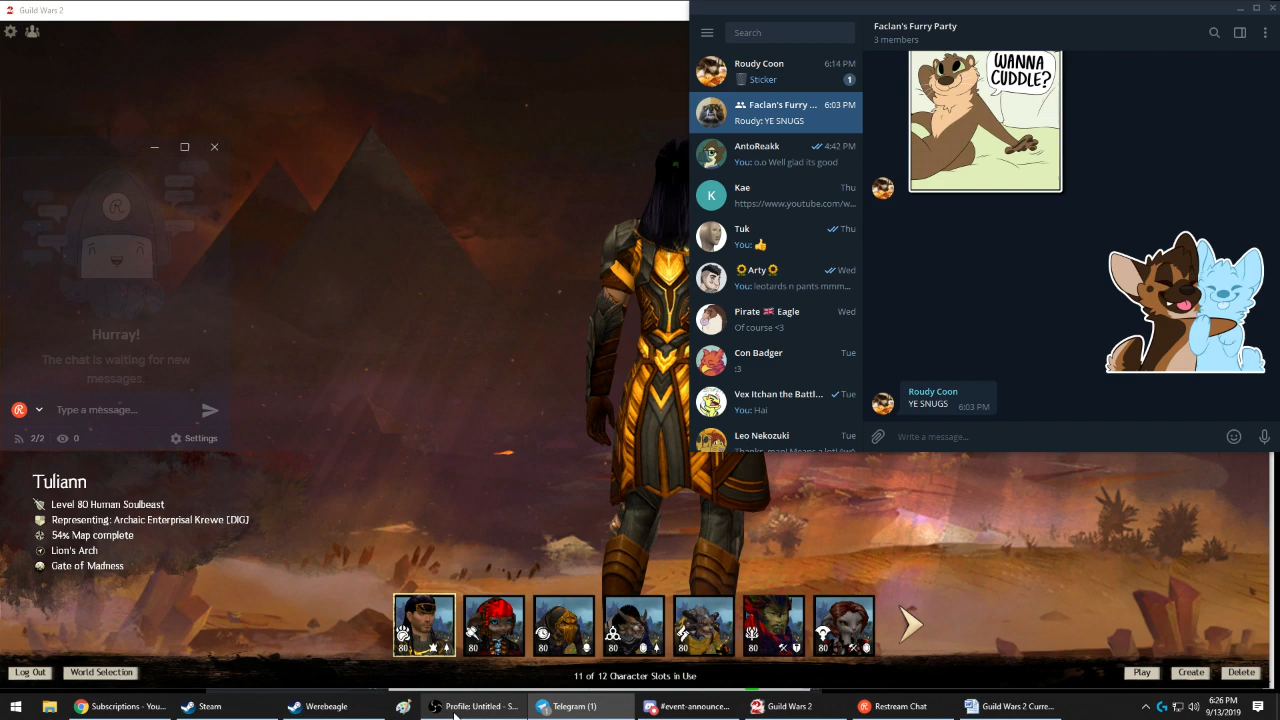 Guild Wars 2
Hurray!
The chat is waiting for new
messages.
Type a message...
2/2
0
Settings
Tuliann
Level 80 Human Soulbeast
Representing: Archaic Enterprisal Krewe [DIG]
54% Map complete
Lion's Arch
Gate of Madness
80
80
80
80
80
80
80
Log Out
World Selection
11 of 12 Character Slots in Use
Play
Create
Delete
Search
Roudy Coon
6:14 PM
Sticker
1
Faclan's Furry ...
6:03 PM
Roudy: YE SNUGS
AntoReakk
4:42 PM
You: o.o Well glad its good
K
Kae
Thu
https://www.youtube.com/w...
Tuk
Thu
You: 👍
🌻Arty🌻
Wed
You: leotards n pants mmm...
Pirate 🇬🇧 Eagle
Wed
Of course <3
Con Badger
Tue
:3
Vex Itchan the Battl...
Tue
You: Hai
Leo Nekozuki
Tue
Faclan's Furry Party
3 members
WANNA
CUDDLE?
Roudy Coon
YE SNUGS
6:03 PM
Write a message...
Subscriptions - You...
Steam
Werebeagle
Profile: Untitled - S...
Telegram (1)
#event-announce...
Guild Wars 2
Restream Chat
Guild Wars 2 Curre...
6:26 PM
9/13/2019